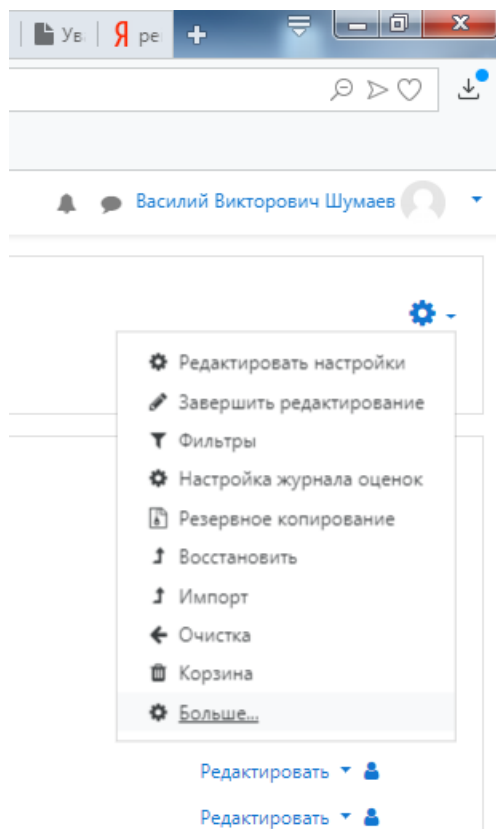 Ув
Я ре
Василий Викторович Шумаев
Редактировать настройки
Завершить редактирование
Фильтры
Настройка журнала оценок
Резервное копирование
Восстановить
Импорт
Очистка
Корзина
Больше...
Редактировать
Редактировать